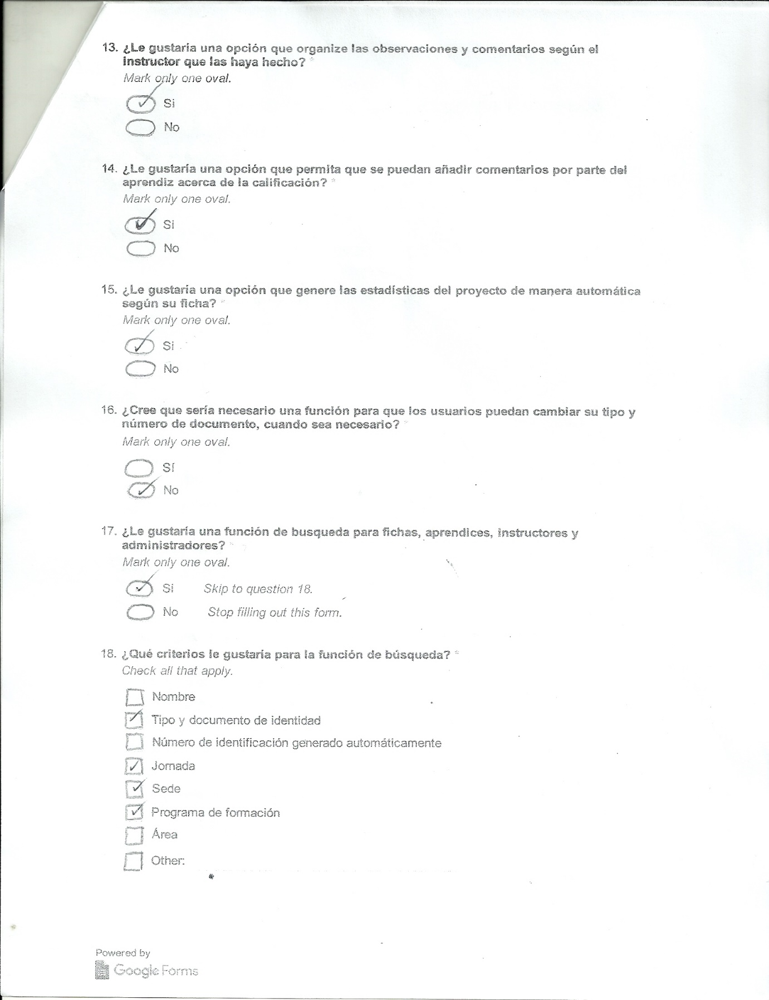 13. ¿Le gustaría una opción que organize las observaciones y comentarios según el
instructor que las haya hecho? *
Mark only one oval.
Si
No
14. ¿Le gustaría una opción que permita que se puedan añadir comentarios por parte del
aprendiz acerca de la calificación? *
Mark only one oval.
Si
No
15. ¿Le gustaría una opción que genere las estadísticas del proyecto de manera automática
según su ficha? *
Mark only one oval.
Si
No
16. ¿Cree que sería necesario una función para que los usuarios puedan cambiar su tipo y
número de documento, cuando sea necesario? *
Mark only one oval.
Sí
No
17. ¿Le gustaría una función de busqueda para fichas, aprendices, instructores y
administradores? *
Mark only one oval.
Si Skip to question 18.
No Stop filling out this form.
18. ¿Qué criterios le gustaría para la función de búsqueda? *
Check all that apply.
Nombre
Tipo y documento de identidad
Número de identificación generado automáticamente
Jornada
Sede
Programa de formación
Área
Other:
Powered by
Google Forms